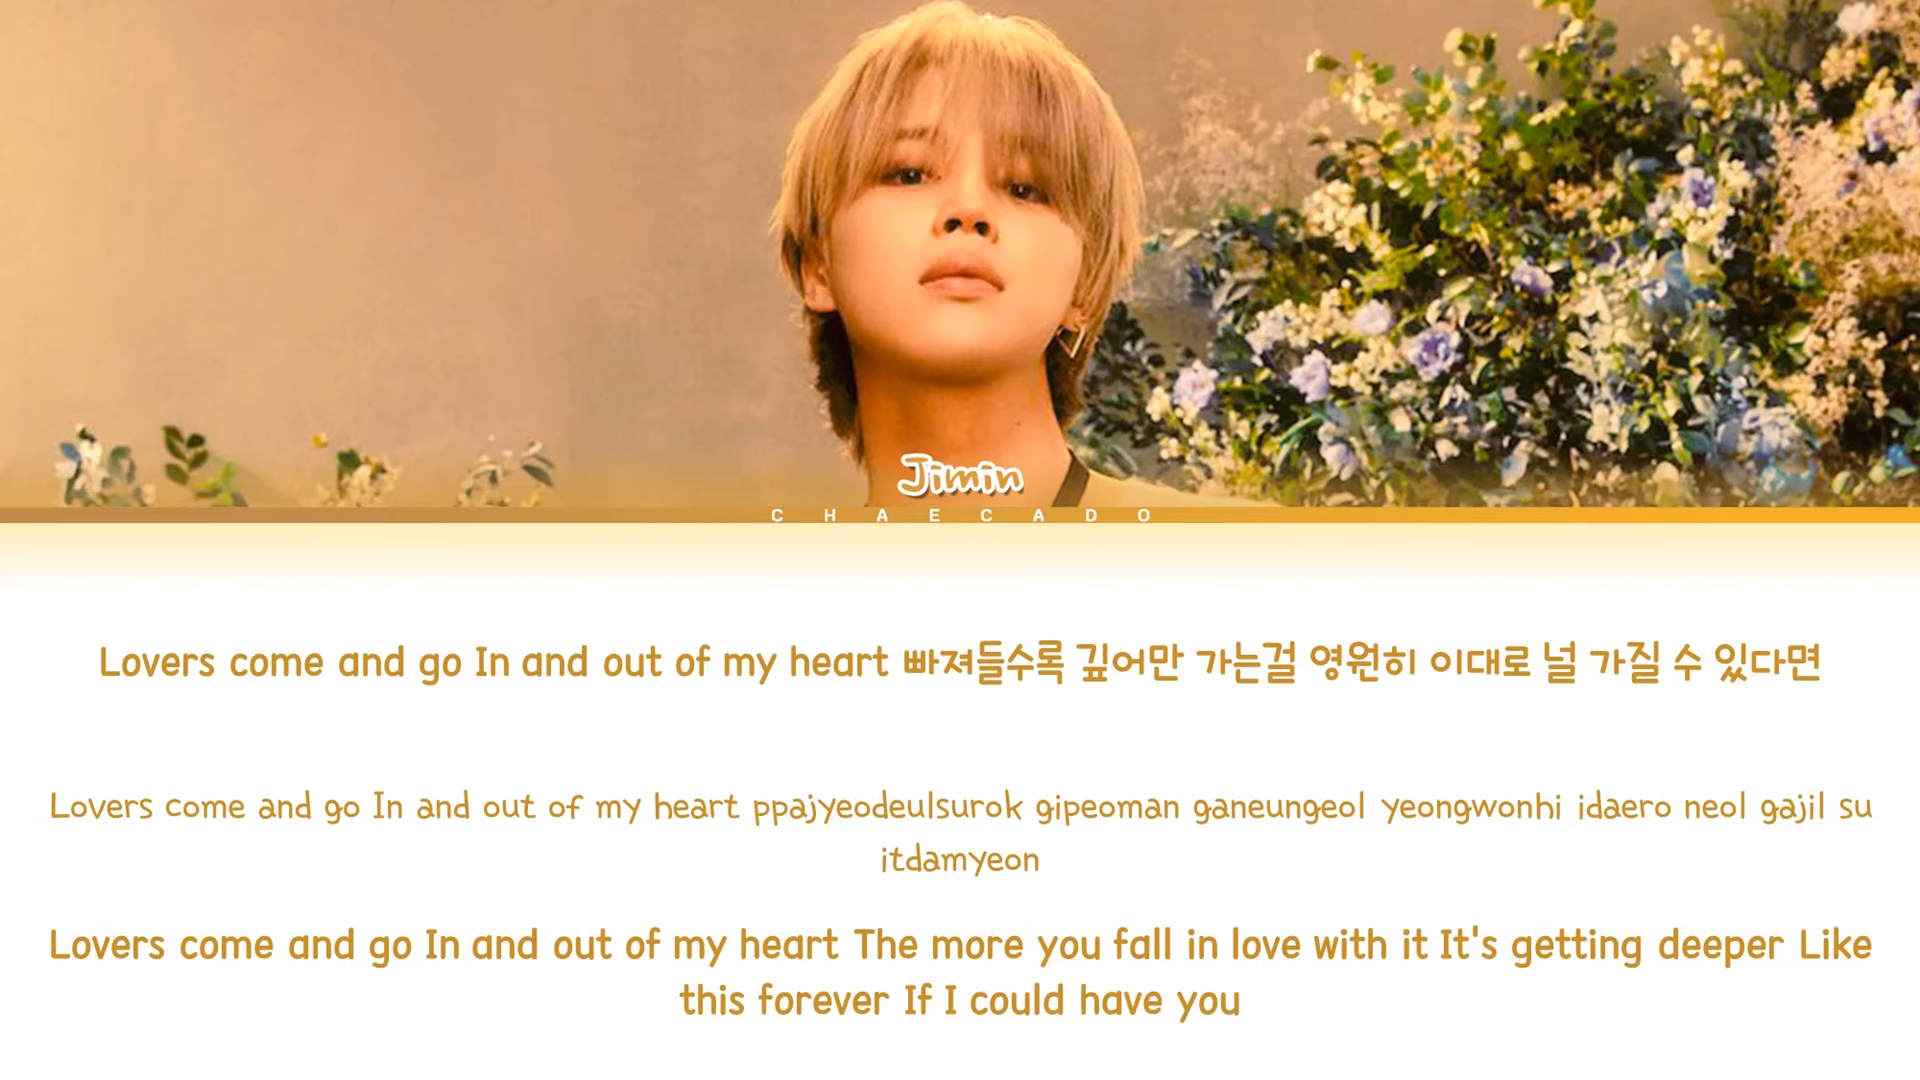 Jimin
CHAECADO
Lovers come and go In and out of my heart 빠져들수록 깊어만 가는걸 영원히 이대로 널 가질 수 있다면
Lovers come and go In and out of my heart ppajyeodeulsurok gipeoman ganeungeol yeongwonhi idaero neol gajil su
itdamyeon
Lovers come and go In and out of my heart The more you fall in love with it It's getting deeper Like
this forever If I could have you